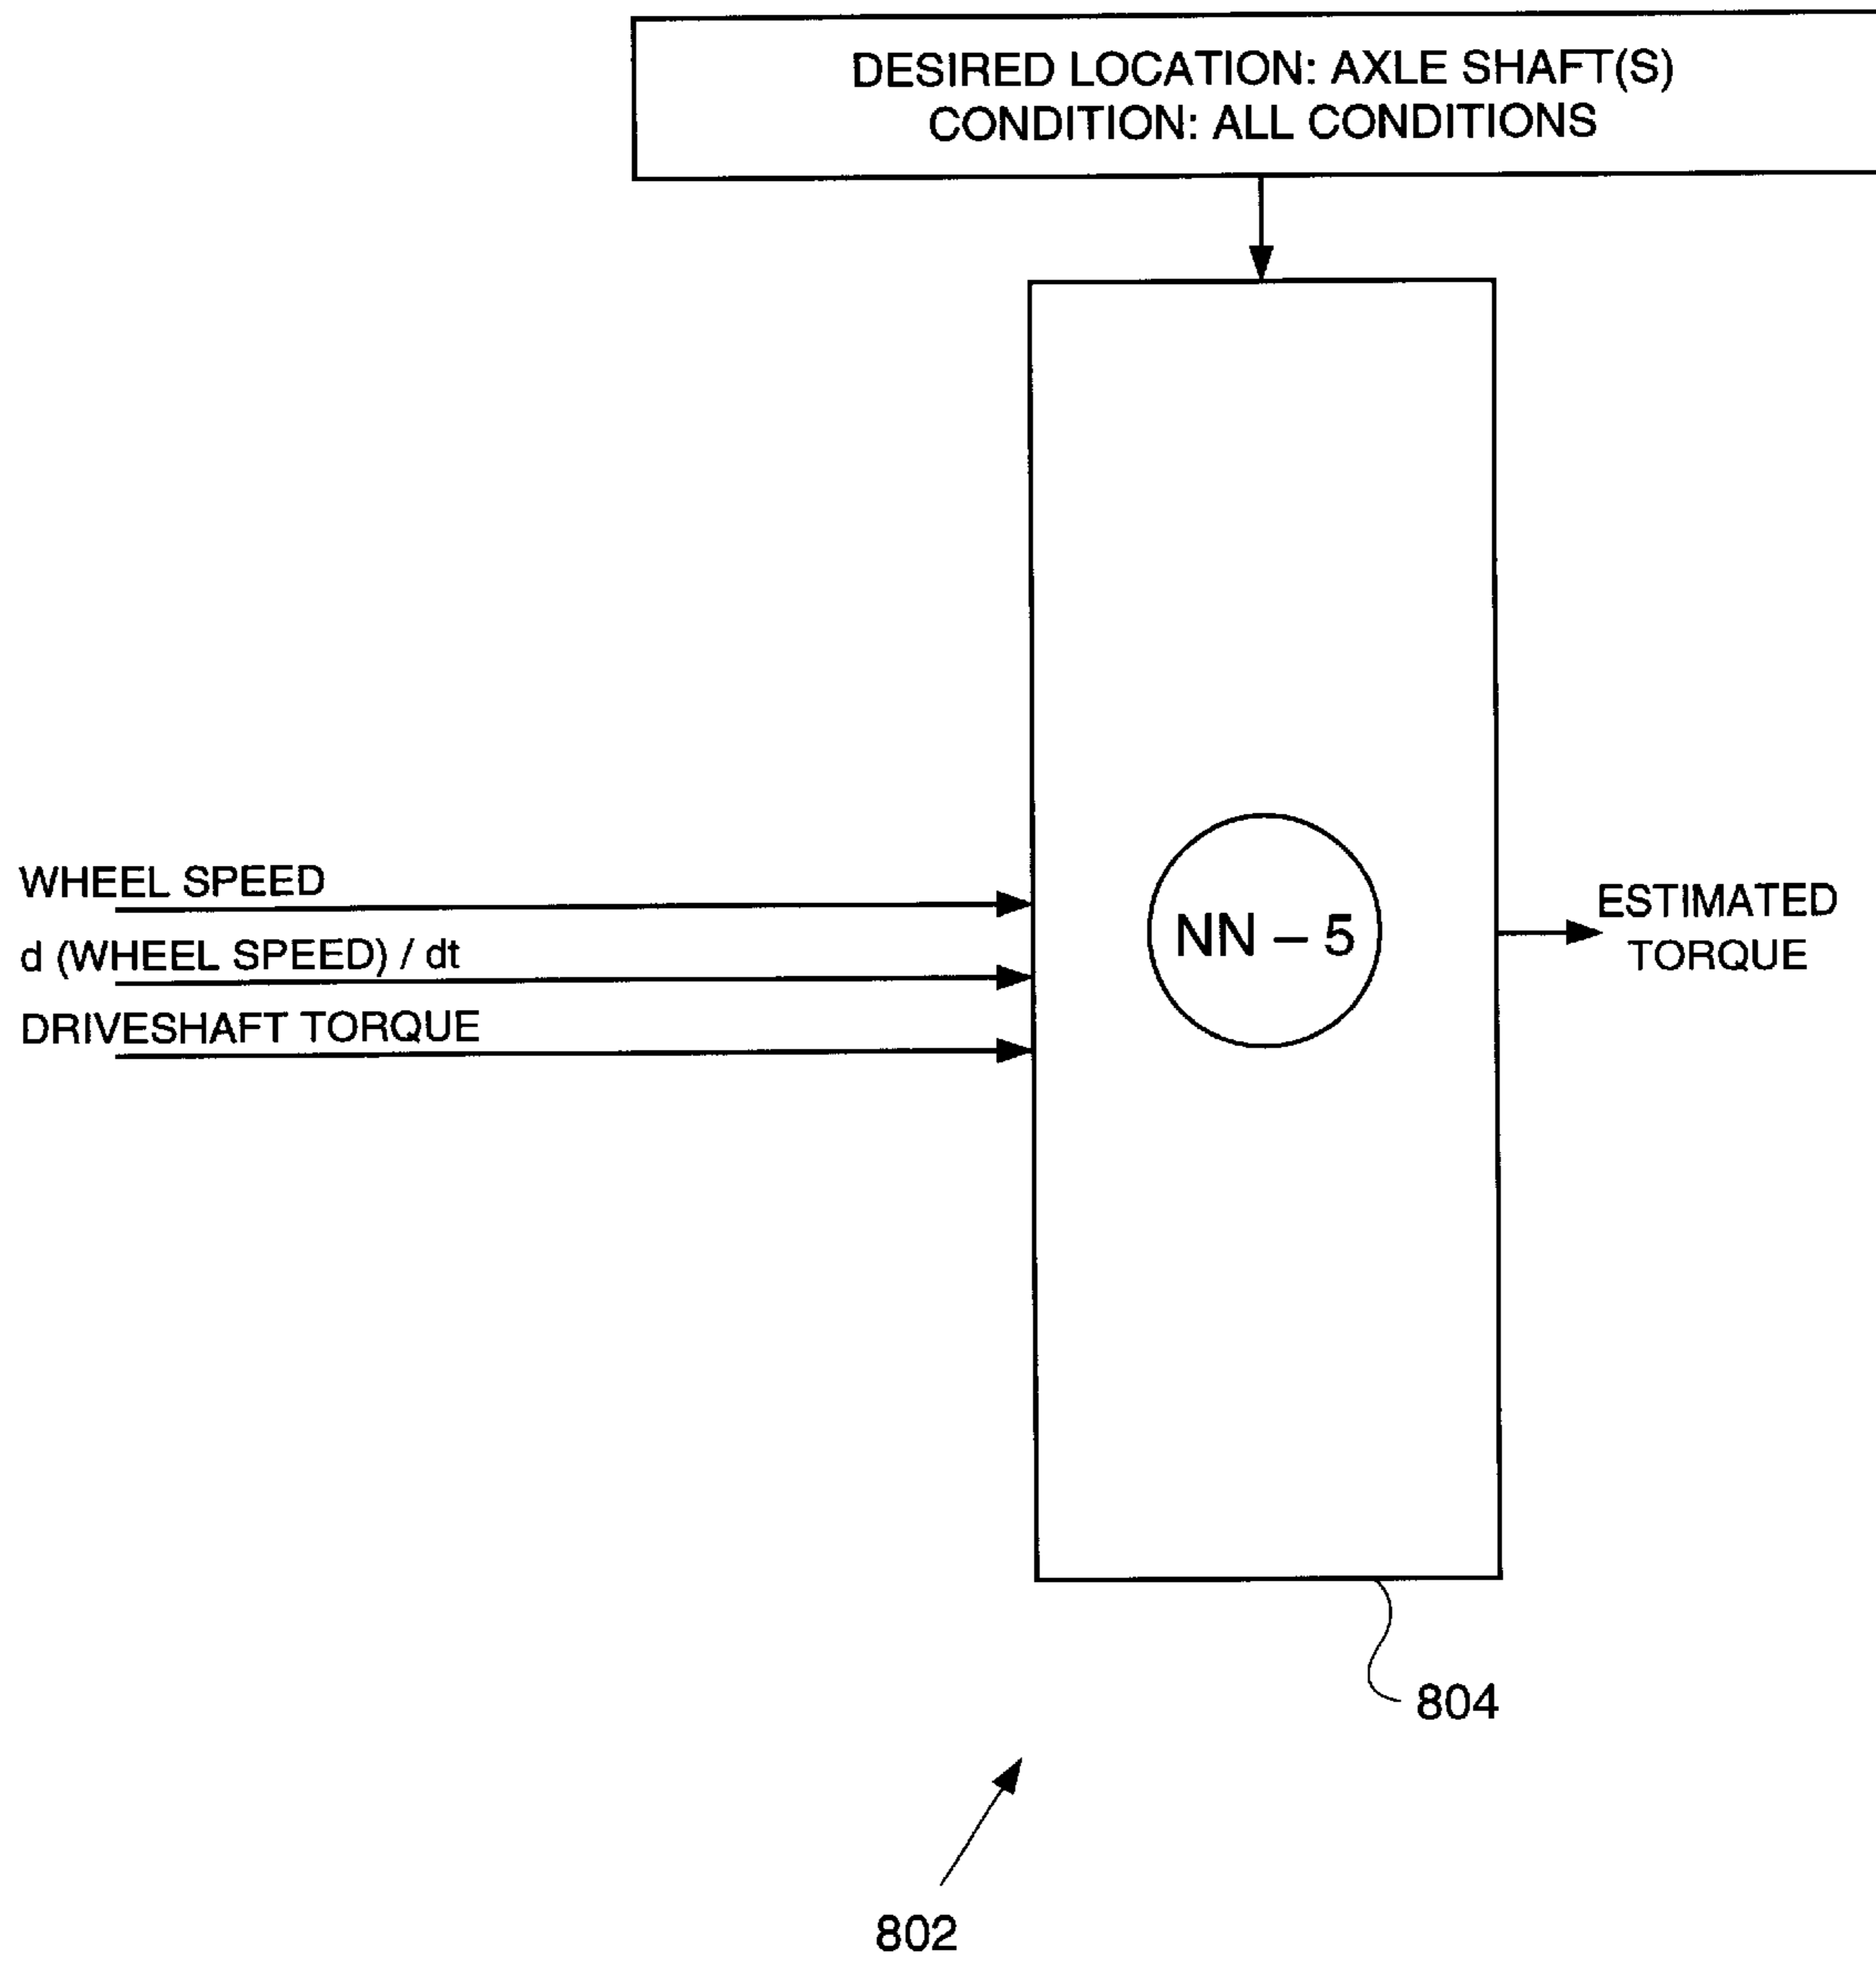 DESIRED LOCATION: AXLE SHAFT(S)
CONDITION: ALL CONDITIONS
WHEEL SPEED
d (WHEEL SPEED) / dt
DRIVESHAFT TORQUE
NN – 5
ESTIMATED
TORQUE
804
802